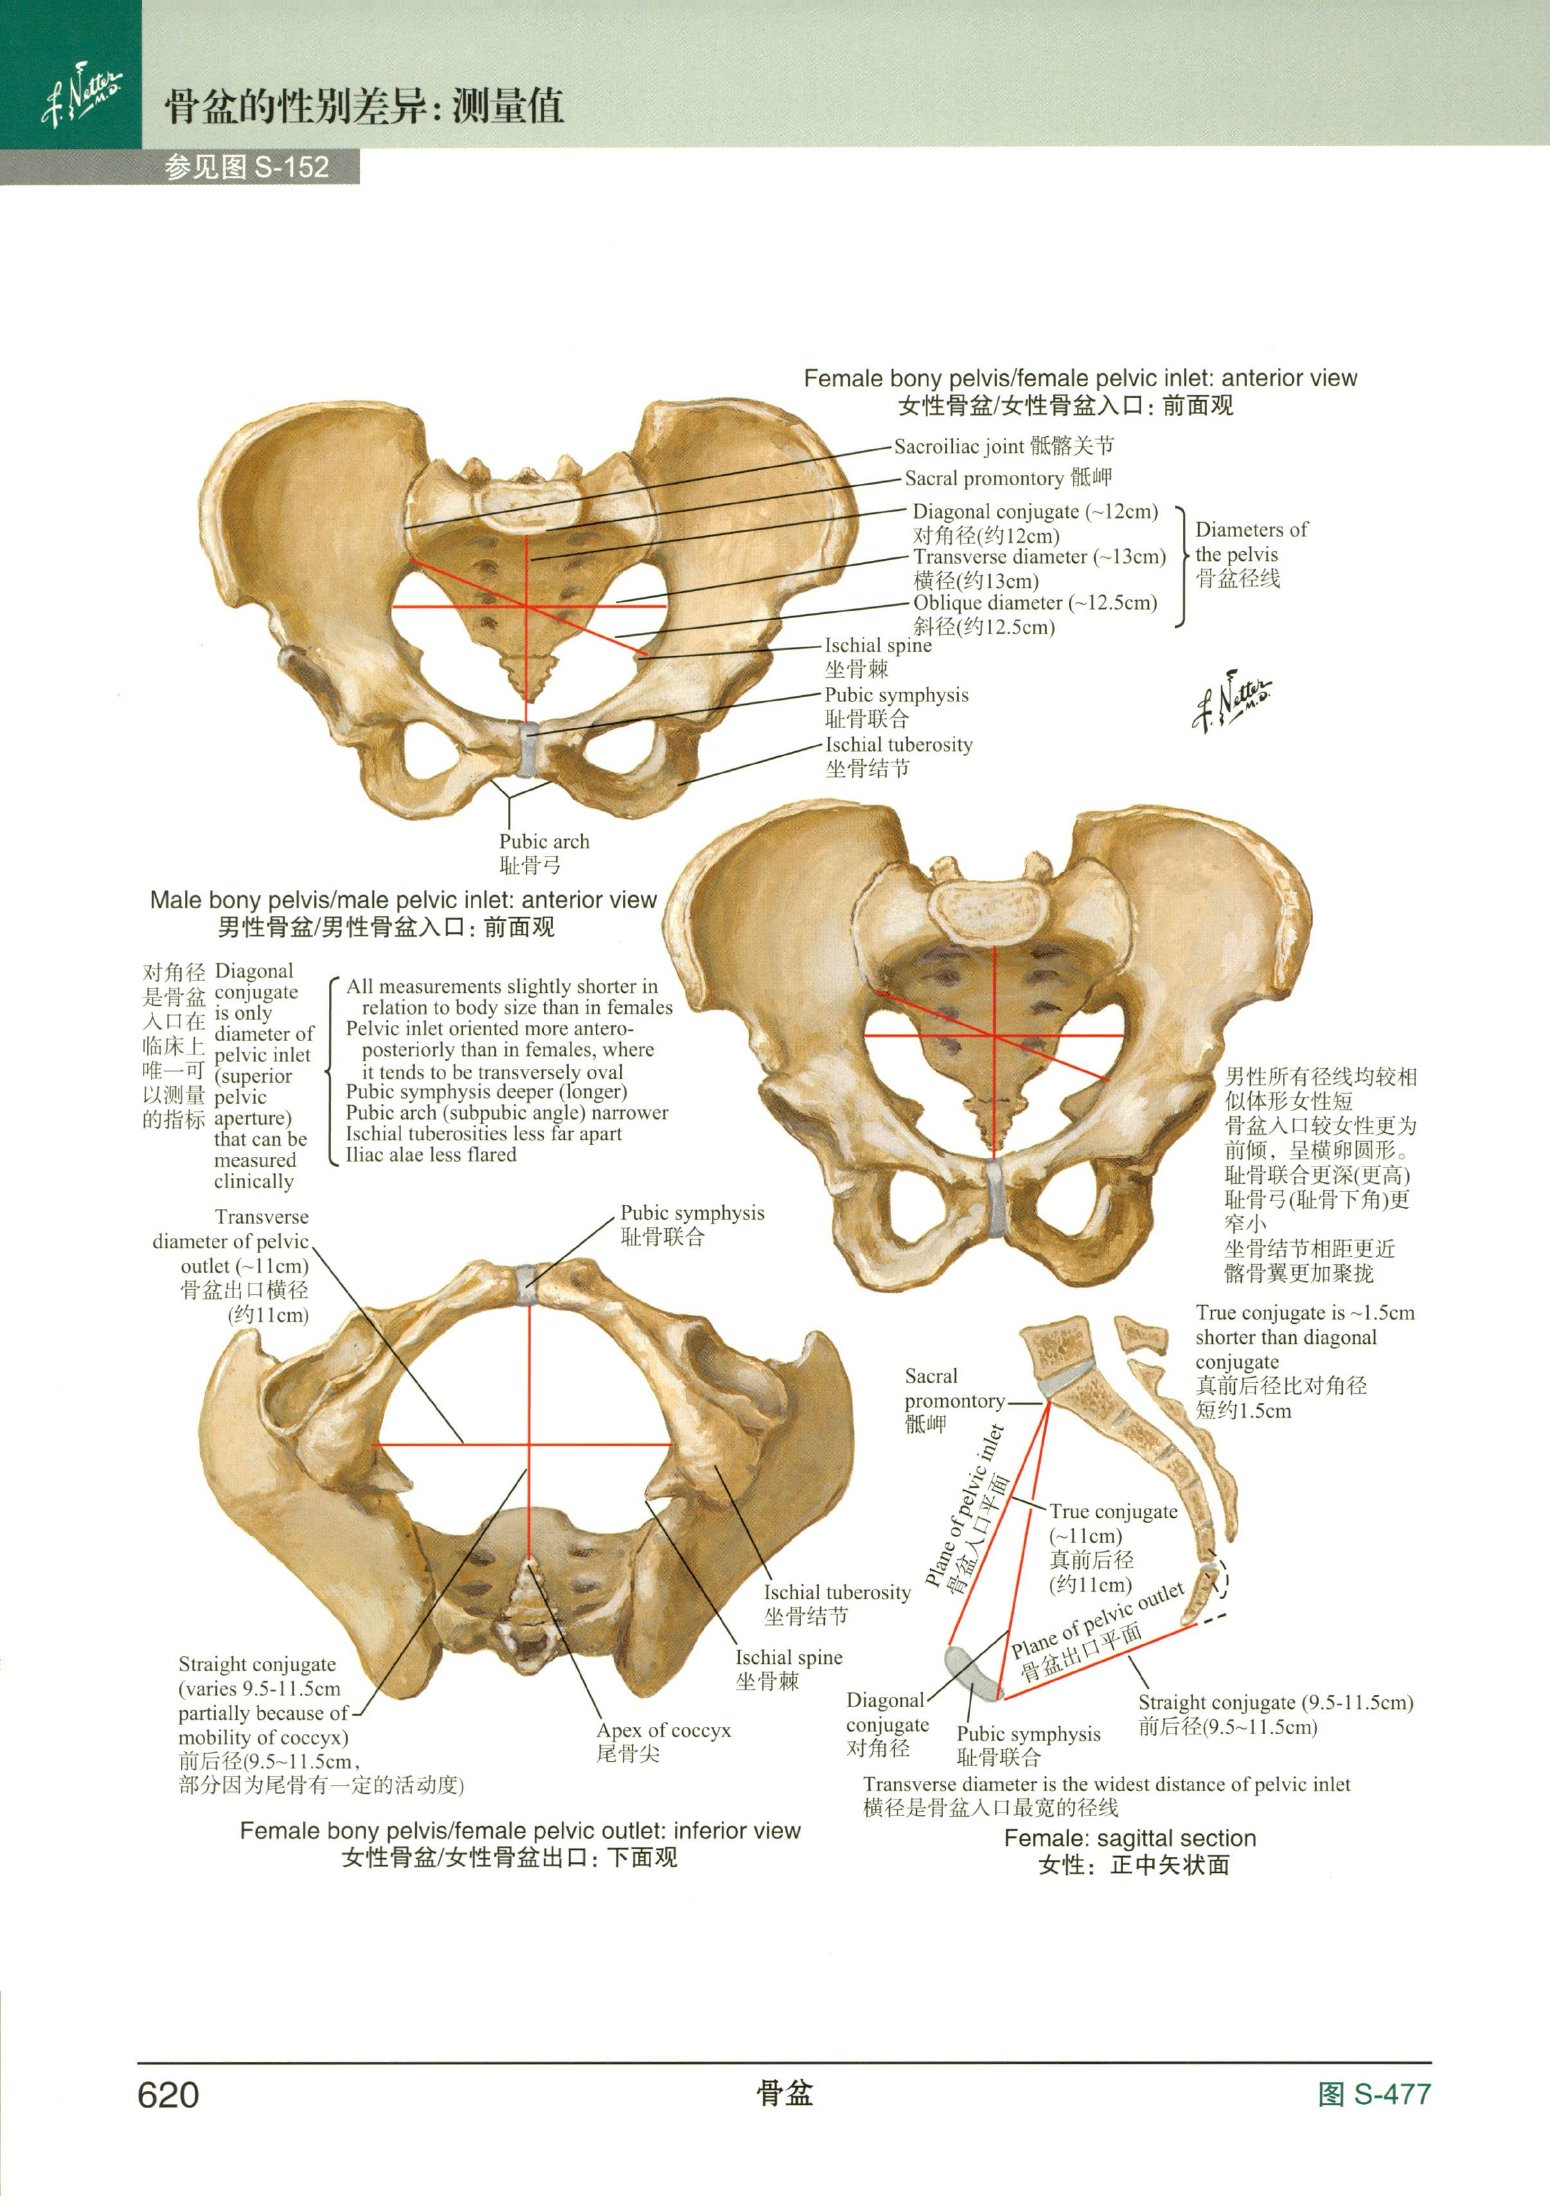 F. Netter M.D.
骨盆的性别差异：测量值
参见图 S-152
Female bony pelvis/female pelvic inlet: anterior view
女性骨盆/女性骨盆入口：前面观
Sacroiliac joint 骶髂关节
Sacral promontory 骶岬
Diagonal conjugate (~12cm)
对角径(约12cm)
Transverse diameter (~13cm)
横径(约13cm)
Oblique diameter (~12.5cm)
斜径(约12.5cm)
Diameters of
the pelvis
骨盆径线
Ischial spine
坐骨棘
Pubic symphysis
耻骨联合
Ischial tuberosity
坐骨结节
F. Netter M.D.
Pubic arch
耻骨弓
Male bony pelvis/male pelvic inlet: anterior view
男性骨盆/男性骨盆入口：前面观
对角径
是骨盆
入口在
临床上
唯一可
以测量
的指标
Diagonal
conjugate
is only
diameter of
pelvic inlet
(superior
pelvic
aperture)
that can be
measured
clinically
All measurements slightly shorter in
relation to body size than in females
Pelvic inlet oriented more antero-
posteriorly than in females, where
it tends to be transversely oval
Pubic symphysis deeper (longer)
Pubic arch (subpubic angle) narrower
Ischial tuberosities less far apart
Iliac alae less flared
男性所有径线均较相
似体形女性短
骨盆入口较女性更为
前倾，呈横卵圆形。
耻骨联合更深(更高)
耻骨弓(耻骨下角)更
窄小
坐骨结节相距更近
髂骨翼更加聚拢
Transverse
diameter of pelvic
outlet (~11cm)
骨盆出口横径
(约11cm)
Pubic symphysis
耻骨联合
Ischial tuberosity
坐骨结节
Ischial spine
坐骨棘
Apex of coccyx
尾骨尖
Straight conjugate
(varies 9.5-11.5cm
partially because of
mobility of coccyx)
前后径(9.5~11.5cm，
部分因为尾骨有一定的活动度)
Female bony pelvis/female pelvic outlet: inferior view
女性骨盆/女性骨盆出口：下面观
True conjugate is ~1.5cm
shorter than diagonal
conjugate
真前后径比对角径
短约1.5cm
Sacral
promontory
骶岬
Plane of pelvic inlet
骨盆入口平面
True conjugate
(~11cm)
真前后径
(约11cm)
Plane of pelvic outlet
骨盆出口平面
Diagonal
conjugate
对角径
Pubic symphysis
耻骨联合
Straight conjugate (9.5-11.5cm)
前后径(9.5~11.5cm)
Transverse diameter is the widest distance of pelvic inlet
横径是骨盆入口最宽的径线
Female: sagittal section
女性：正中矢状面
620
骨盆
图 S-477